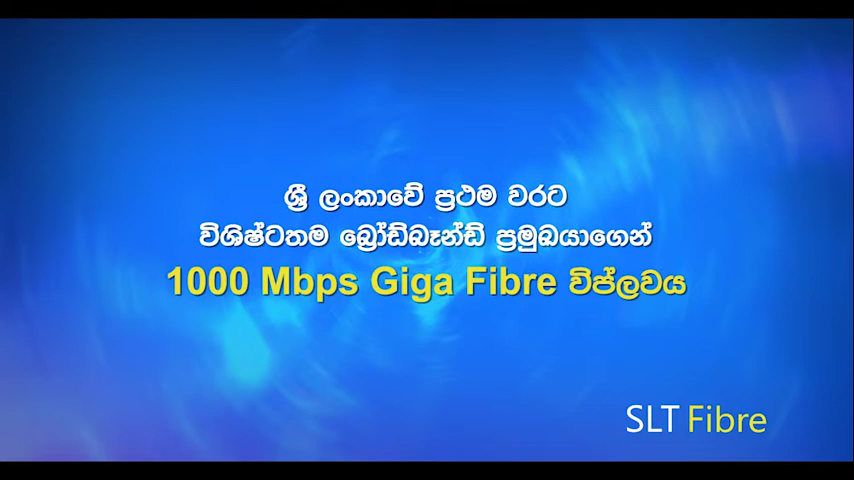 ශ්‍රී ලංකාවේ ප්‍රථම වරට
විශිෂ්ටතම බ්‍රෝඩ්බෑන්ඩ් ප්‍රමුඛයාගෙන්
1000 Mbps Giga Fibre විප්ලවය
SLT Fibre